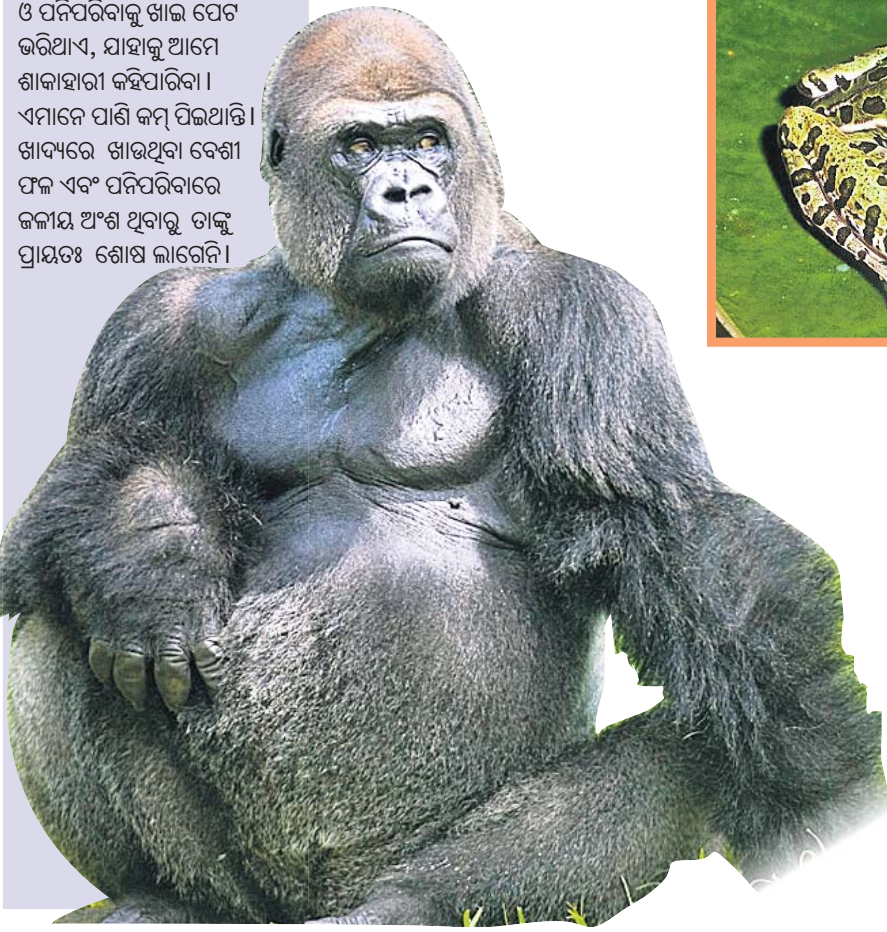 ଓ ପନିପରିବାକୁ ଖାଇ ପେଟ
ଭରିଥାଏ, ଯାହାକୁ ଆମେ
ଶାକାହାରୀ କହିପାରିବା।
ଏମାନେ ପାଣି କମ୍ ପିଇଥାନ୍ତି।
ଖାଦ୍ୟରେ ଖାଉଥିବା ବେଶୀ
ଫଳ ଏବଂ ପନିପରିବାରେ
ଜଳୀୟ ଅଂଶ ଥିବାରୁ ତାଙ୍କୁ
ପ୍ରାୟତଃ ଶୋଷ ଲାଗେନି।